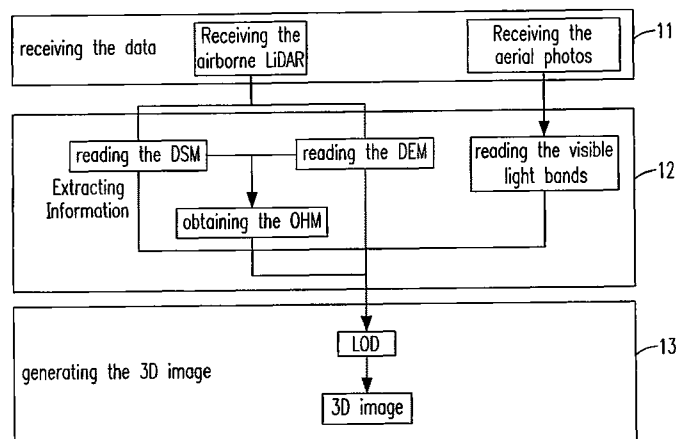 receiving the data
Receiving the
airborne LiDAR
Receiving the
aerial photos
11
reading the DSM
reading the DEM
reading the visible
light bands
12
Extracting
Information
obtaining the OHM
LOD
13
generating the 3D image
3D image